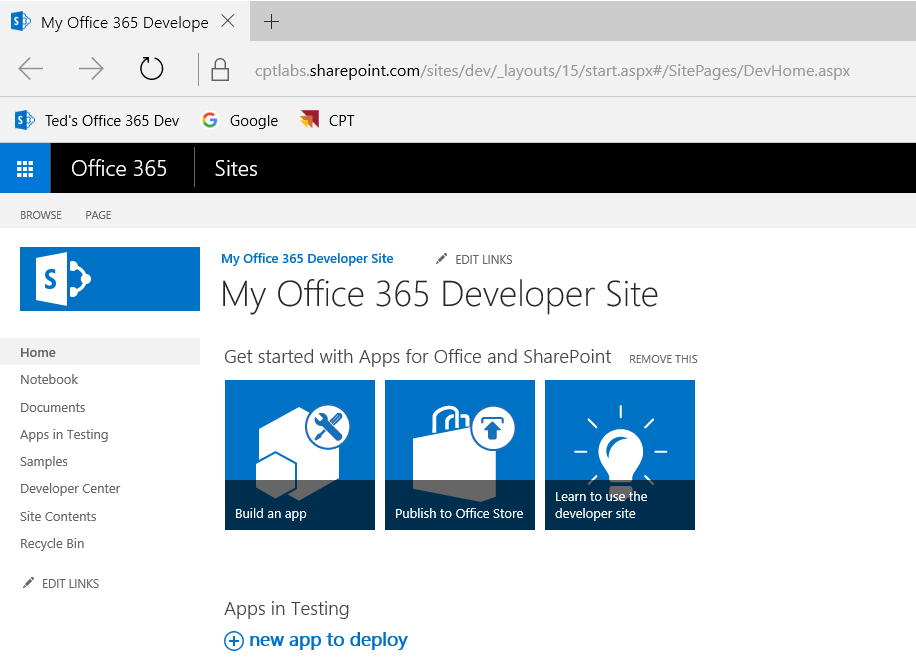 My Office 365 Develope
cptlabs.sharepoint.com/sites/dev/_layouts/15/start.aspx#/SitePages/DevHome.aspx
Ted's Office 365 Dev Google CPT
Office 365 Sites
BROWSE PAGE
My Office 365 Developer Site EDIT LINKS
My Office 365 Developer Site
Home
Notebook
Documents
Apps in Testing
Samples
Developer Center
Site Contents
Recycle Bin
EDIT LINKS
Get started with Apps for Office and SharePoint REMOVE THIS
Build an app
Publish to Office Store
Learn to use the
developer site
Apps in Testing
new app to deploy